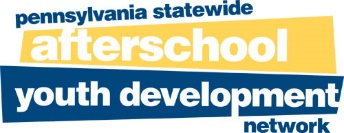 pennsylvania statewide
afterschool
youth development
network